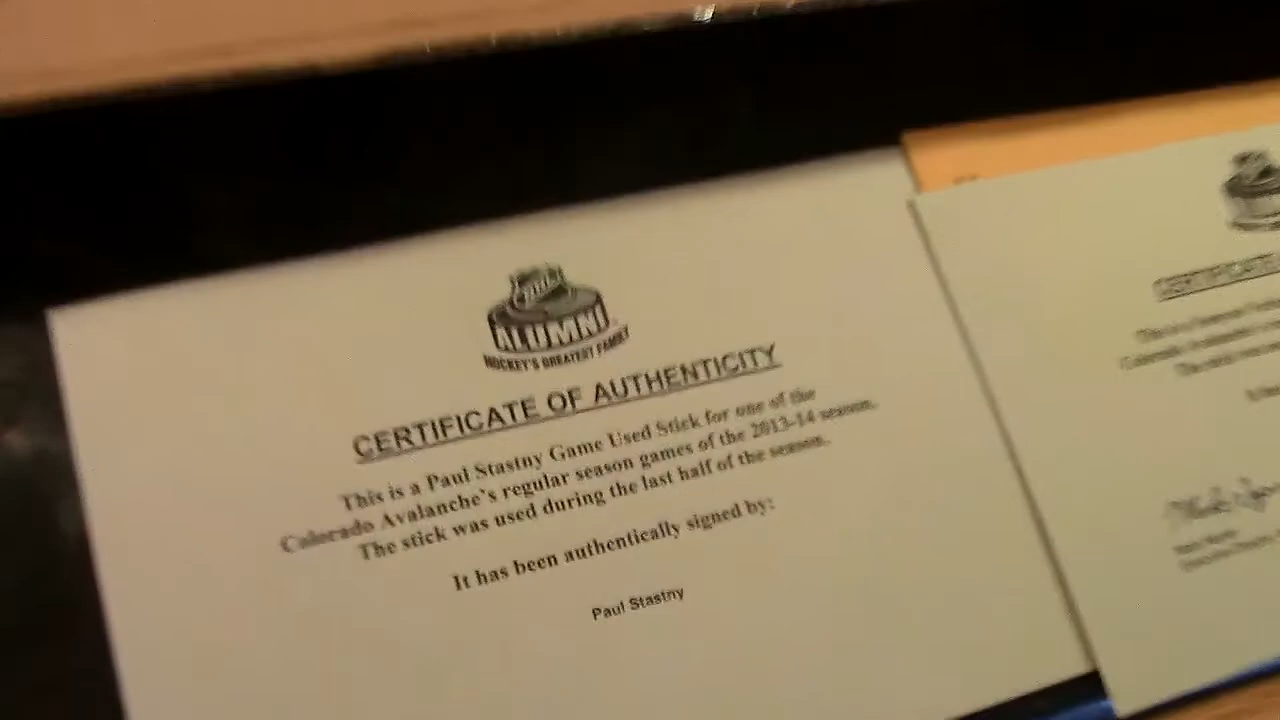 ALUMNI
HOCKEY'S GREATEST FAMILY
CERTIFICATE OF AUTHENTICITY
This is a Paul Stastny Game Used Stick for one of the
Colorado Avalanche's regular season games of the 2013-14 season.
The stick was used during the last half of the season.
It has been authentically signed by:
Paul Stastny
CERTIFICATE